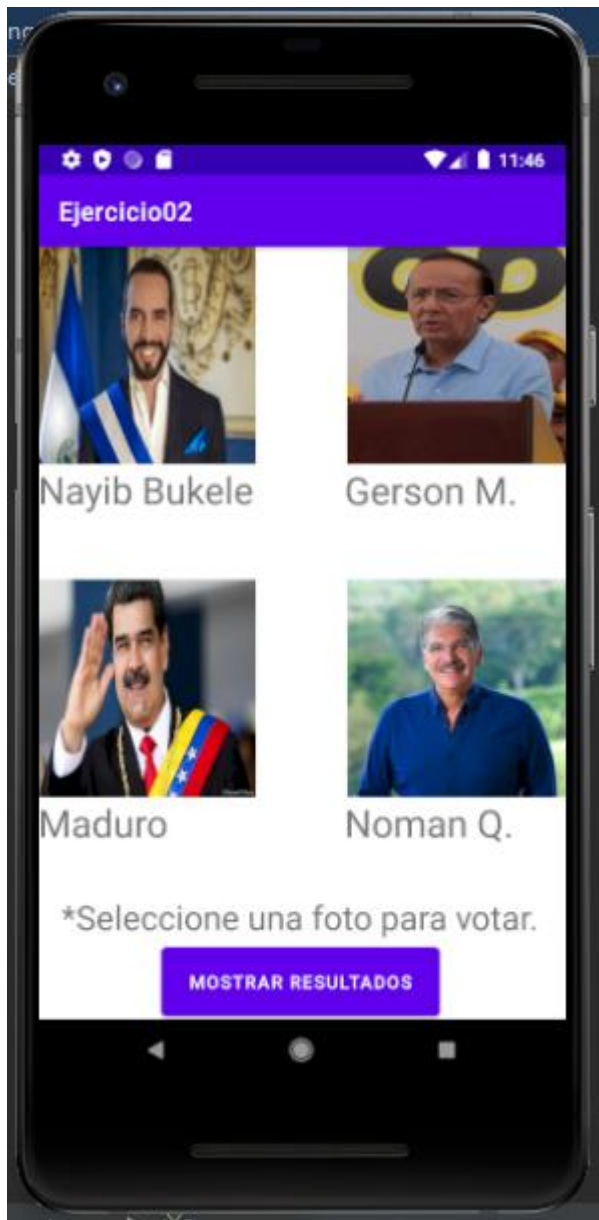 11:46
Ejercicio02
Nayib Bukele
Gerson M.
Maduro
Noman Q.
*Seleccione una foto para votar.
MOSTRAR RESULTADOS